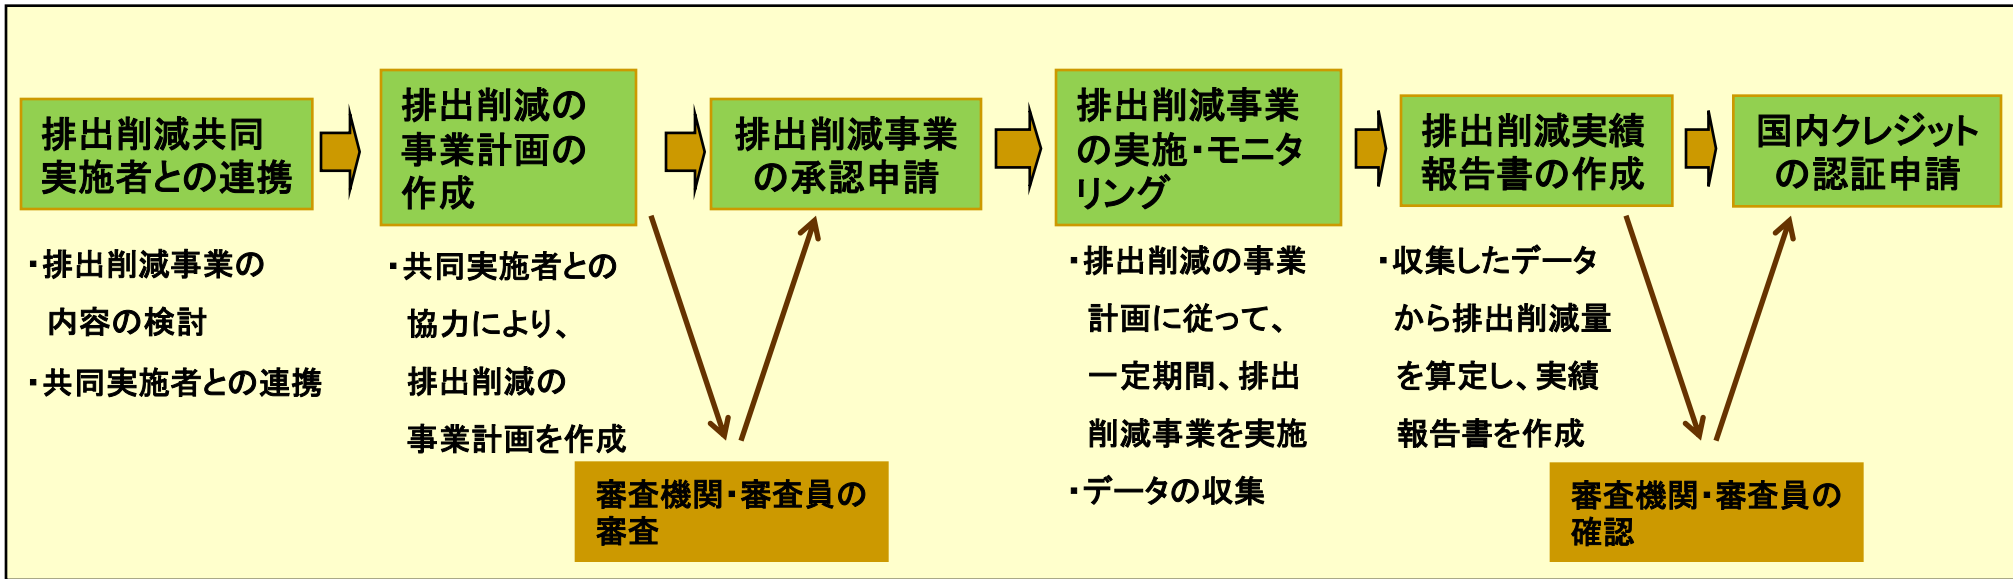 排出削減共同
実施者との連携
・排出削減事業の
内容の検討
・共同実施者との連携
排出削減の
事業計画の
作成
・共同実施者との
協力により、
排出削減の
事業計画を作成
審査機関・審査員の
審査
排出削減事業
の承認申請
排出削減事業
の実施・モニタ
リング
・排出削減の事業
計画に従って、
一定期間、排出
削減事業を実施
・データの収集
排出削減実績
報告書の作成
・収集したデータ
から排出削減量
を算定し、実績
報告書を作成
審査機関・審査員の
確認
国内クレジット
の認証申請